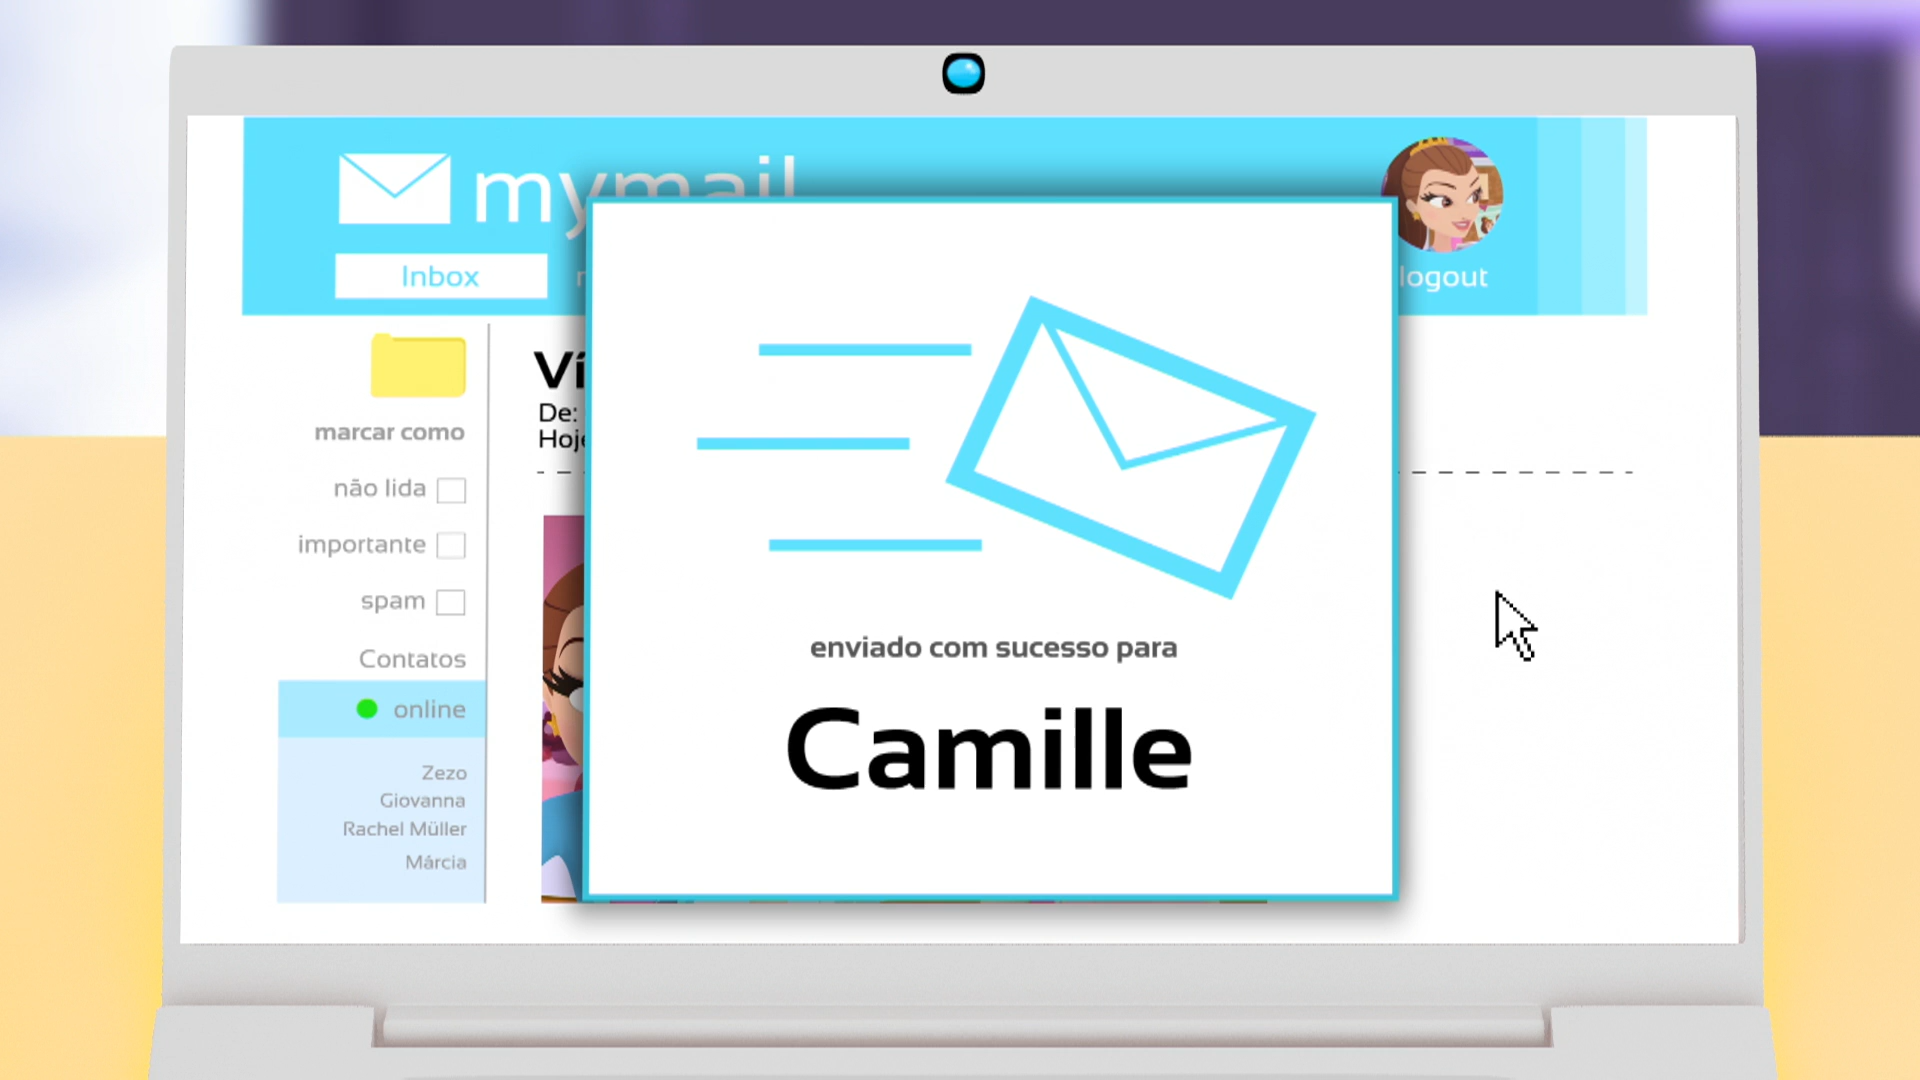 mymail
Inbox
logout
marcar como
não lida
importante
spam
Contatos
online
Zezo
Giovanna
Rachel Müller
Márcia
De:
enviado com sucesso para
Camille